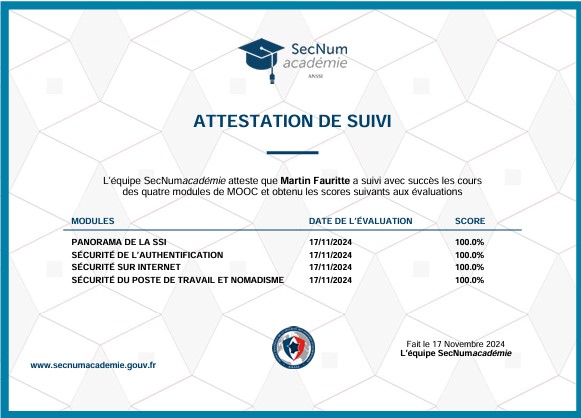 SecNum
académie
ANSSI
ATTESTATION DE SUIVI
L'équipe SecNumacadémie atteste que Martin Fauritte a suivi avec succès les cours
des quatre modules de MOOC et obtenu les scores suivants aux évaluations
MODULES DATE DE L'ÉVALUATION SCORE
PANORAMA DE LA SSI 17/11/2024 100.0%
SÉCURITÉ DE L'AUTHENTIFICATION 17/11/2024 100.0%
SÉCURITÉ SUR INTERNET 17/11/2024 100.0%
SÉCURITÉ DU POSTE DE TRAVAIL ET NOMADISME 17/11/2024 100.0%
Fait le 17 Novembre 2024
L'équipe SecNumacadémie
www.secnumacademie.gouv.fr